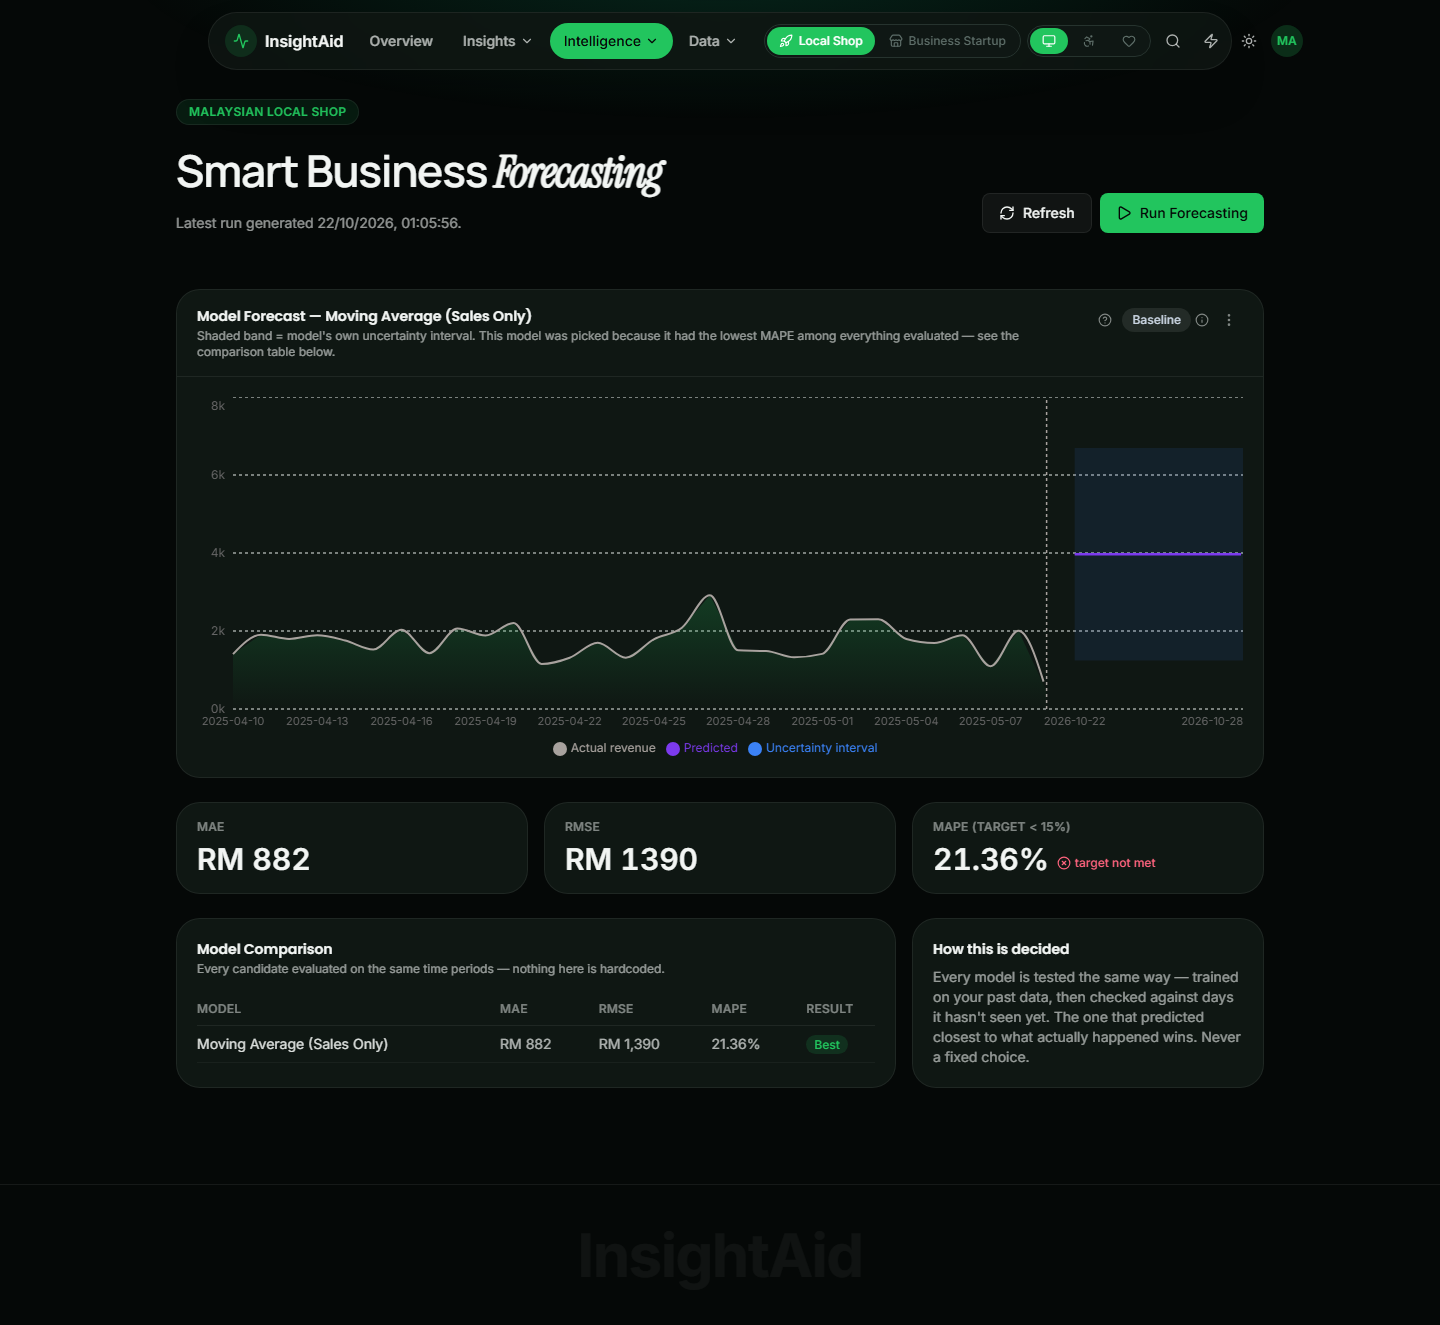 InsightAid
Overview
Insights
Intelligence
Data
Local Shop
Business Startup
MA
MALAYSIAN LOCAL SHOP
Smart Business Forecasting
Latest run generated 22/10/2026, 01:05:56.
Refresh
Run Forecasting
Model Forecast — Moving Average (Sales Only)
Shaded band = model's own uncertainty interval. This model was picked because it had the lowest MAPE among everything evaluated — see the
comparison table below.
Baseline
8k
6k
4k
2k
0k
2025-04-10 2025-04-13 2025-04-16 2025-04-19 2025-04-22 2025-04-25 2025-04-28 2025-05-01 2025-05-04 2025-05-07 2026-10-22 2026-10-28
Actual revenue Predicted Uncertainty interval
MAE
RM 882
RMSE
RM 1390
MAPE (TARGET < 15%)
21.36% target not met
Model Comparison
Every candidate evaluated on the same time periods — nothing here is hardcoded.
MODEL MAE RMSE MAPE RESULT
Moving Average (Sales Only) RM 882 RM 1,390 21.36% Best
How this is decided
Every model is tested the same way — trained
on your past data, then checked against days
it hasn't seen yet. The one that predicted
closest to what actually happened wins. Never
a fixed choice.
InsightAid